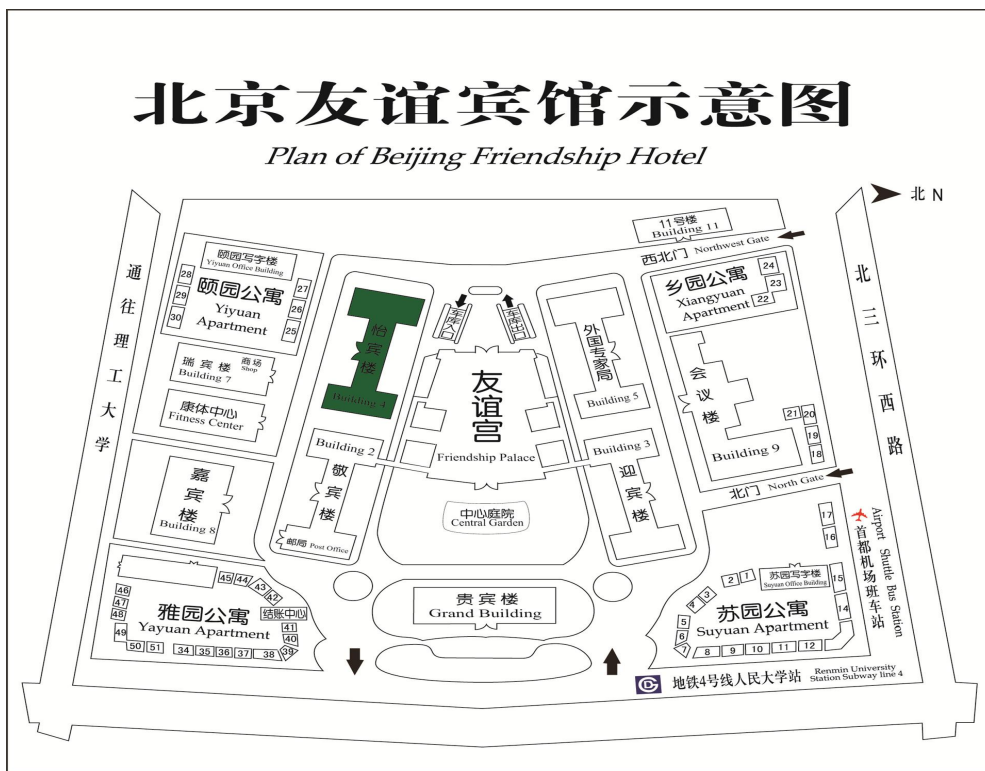 北京友谊宾馆示意图
Plan of Beijing Friendship Hotel
北 N
11号楼
Building 11
西北门 Northwest Gate
通往理工大学
北三环西路
颐园写字楼
Yiyuan Office Building
28
29
30
颐园公寓
Yiyuan
Apartment
27
26
25
瑞宾楼
商场
Shop
Building 7
康体中心
Fitness Center
嘉宾楼
Building 8
怡宾楼
Building 4
车库入口
车库出口
友谊宫
Friendship Palace
外国专家局
Building 5
乡园公寓
Xiangyuan
Apartment
24
23
22
会议楼
Building 9
21
20
19
18
北门 North Gate
Building 2
敬宾楼
邮局 Post Office
Building 3
迎宾楼
中心庭院
Central Garden
贵宾楼
Grand Building
17
16
首都机场班车站
Airport Shuttle Bus Station
45
44
43
42
46
47
48
49
雅园公寓
Yayuan Apartment
结账中心
41
40
39
50
51
34
35
36
37
38
2
1
苏园写字楼
Suyuan Office Building
15
4
3
苏园公寓
Suyuan Apartment
14
5
6
7
8
9
10
11
12
地铁4号线人民大学站
Renmin University
Station Subway line 4